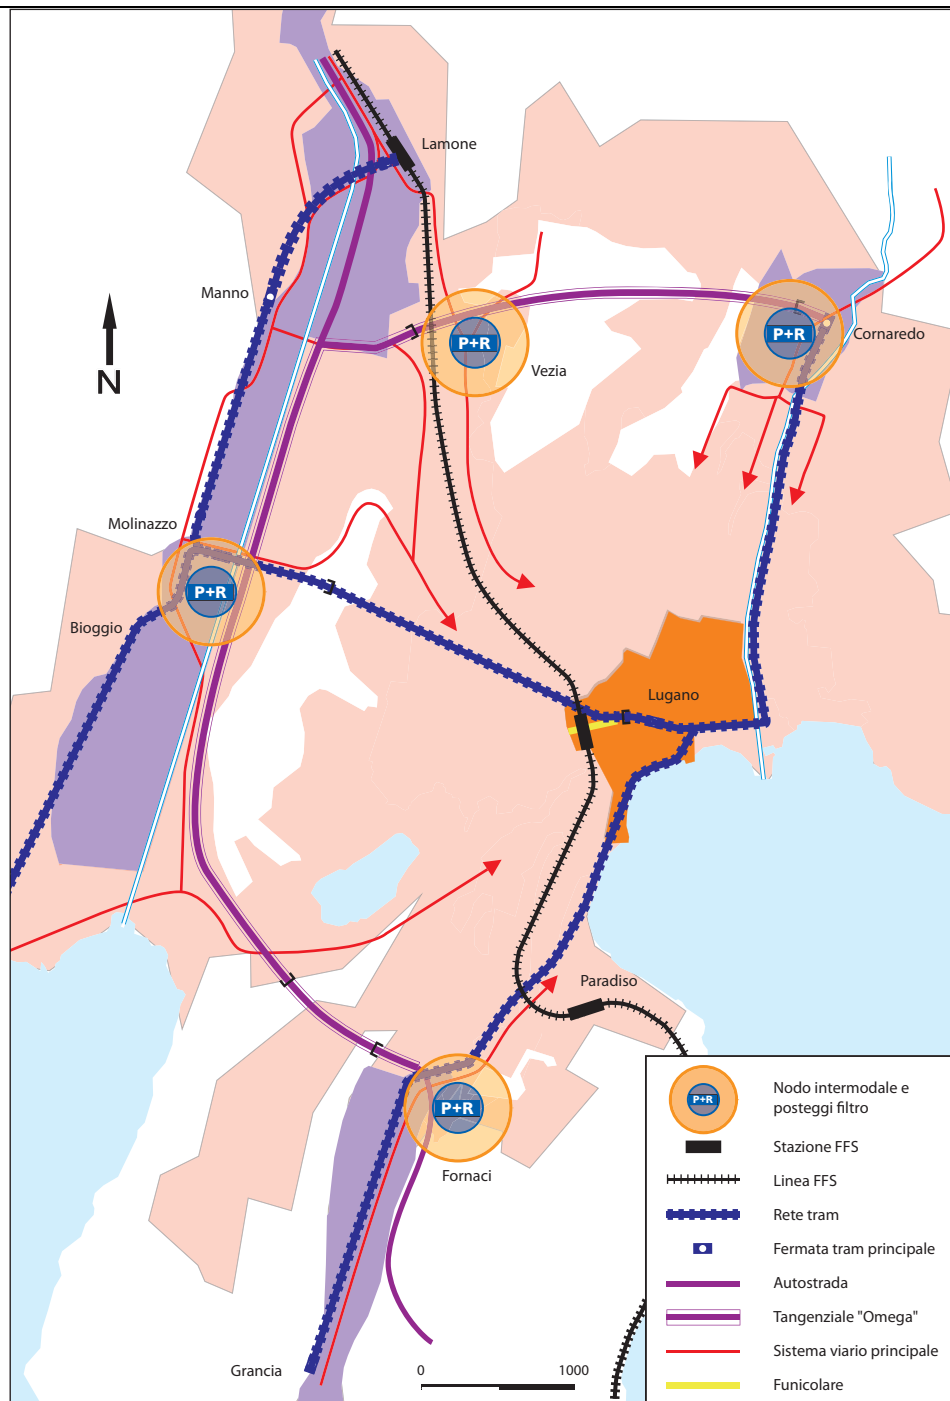 Lamone
Manno
N
P+R
Vezia
P+R
Cornaredo
Molinazzo
P+R
Bioggio
Lugano
Paradiso
P+R
Fornaci
Grancia
0 1000
P+R
Nodo intermodale e
posteggi filtro
Stazione FFS
Linea FFS
Rete tram
Fermata tram principale
Autostrada
Tangenziale "Omega"
Sistema viario principale
Funicolare